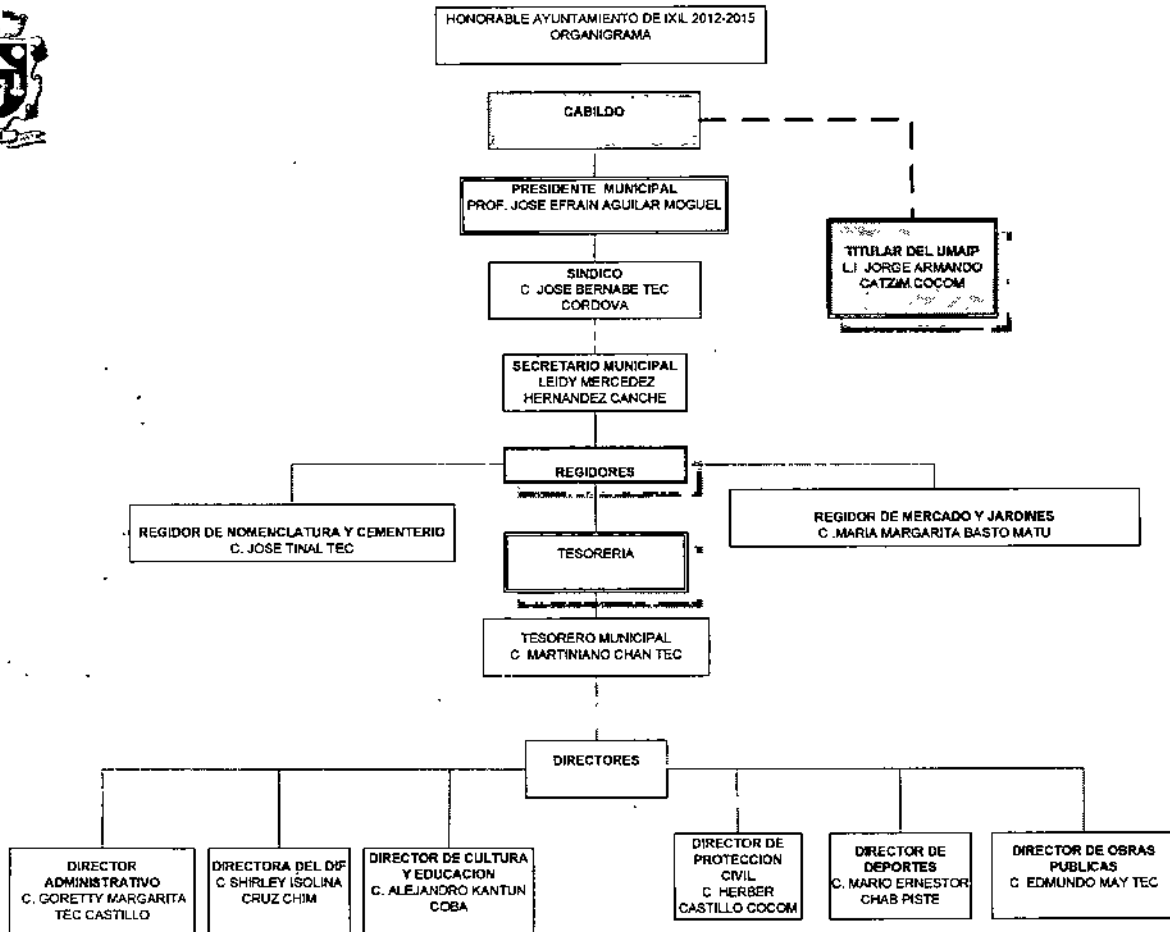 HONORABLE AYUNTAMIENTO DE IXIL 2012-2015
ORGANIGRAMA
CABILDO
PRESIDENTE MUNICIPAL
PROF. JOSE EFRAIN AGUILAR MOGUEL
TITULAR DEL UMAIP
L.I JORGE ARMANDO
CATZIM COCOM
SINDICO
C JOSE BERNABE TEC
CORDOVA
SECRETARIO MUNICIPAL
LEIDY MERCEDEZ
HERNANDEZ CANCHE
REGIDORES
REGIDOR DE NOMENCLATURA Y CEMENTERIO
C. JOSE TINAL TEC
REGIDOR DE MERCADO Y JARDINES
C .MARIA MARGARITA BASTO MATU
TESORERIA
TESORERO MUNICIPAL
C MARTINIANO CHAN TEC
DIRECTORES
DIRECTOR
ADMINISTRATIVO
C. GORETTY MARGARITA
TEC CASTILLO
DIRECTORA DEL DIF
C SHIRLEY ISOLINA
CRUZ CHIM
DIRECTOR DE CULTURA
Y EDUCACION
C. ALEJANDRO KANTUN
COBA
DIRECTOR DE
PROTECCION
CIVIL
C HERBER
CASTILLO COCOM
DIRECTOR DE
DEPORTES
C. MARIO ERNESTOR
CHAB PISTE
DIRECTOR DE OBRAS
PUBLICAS
C EDMUNDO MAY TEC